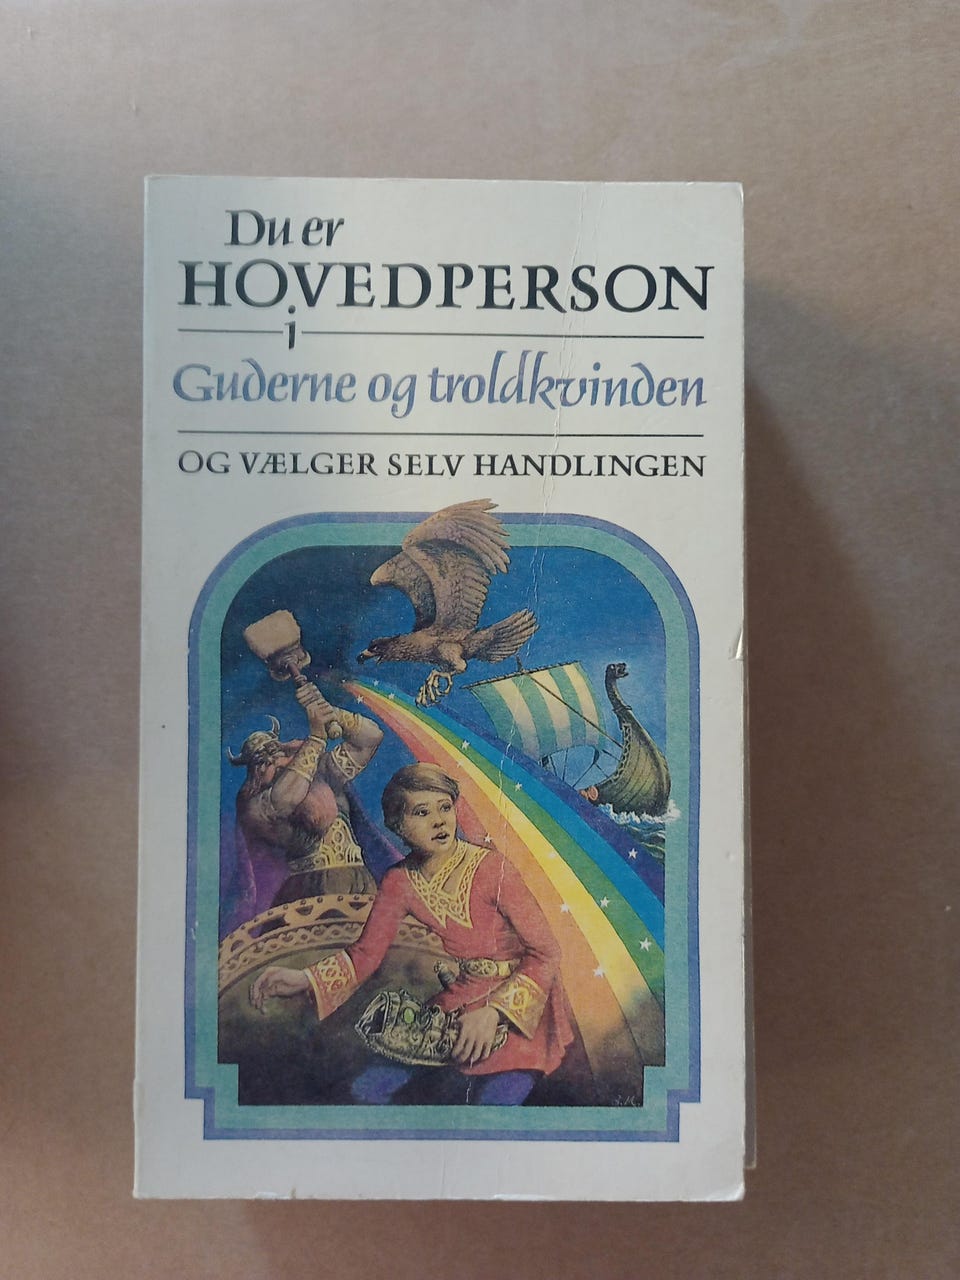 Du er
HOVEDPERSON
i
Guderne og troldkvinden
OG VÆLGER SELV HANDLINGEN
J.M.